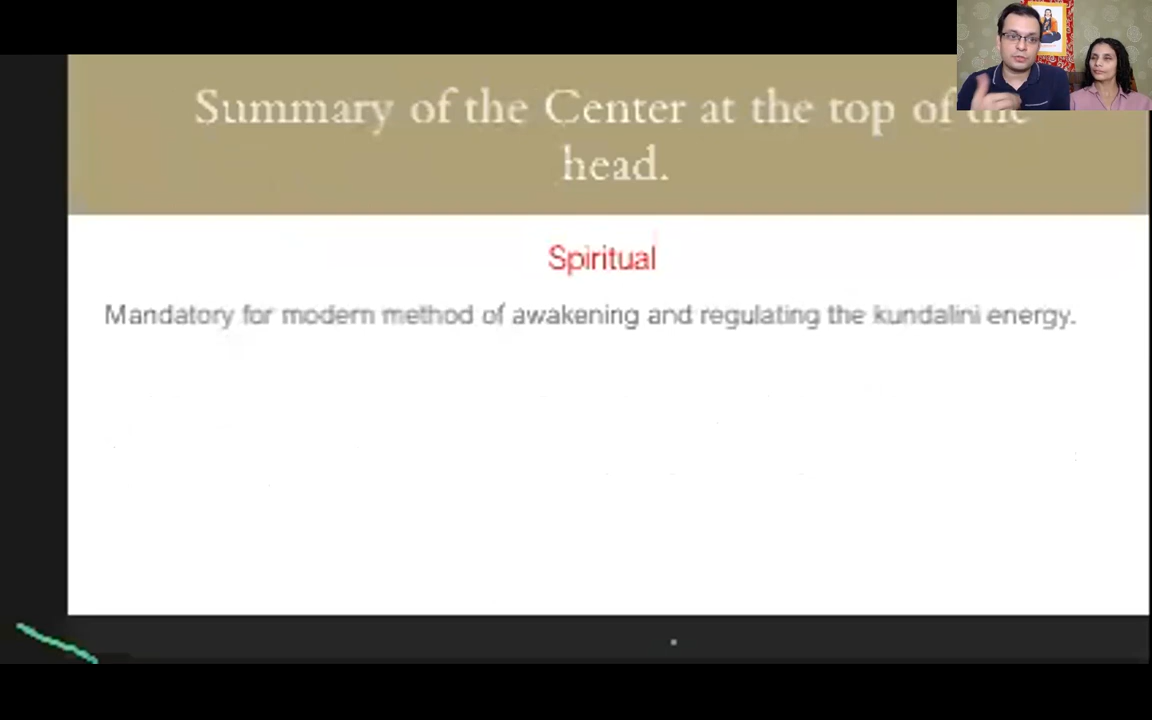 Summary of the Center at the top of the
head.
Spiritual
Mandatory for modern method of awakening and regulating the kundalini energy.